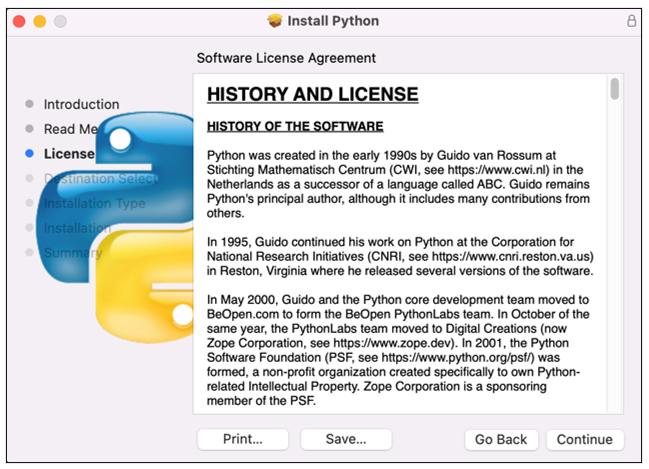 Install Python
Software License Agreement
Introduction
Read Me
License
Destination Select
Installation Type
Installation
Summary
HISTORY AND LICENSE
HISTORY OF THE SOFTWARE
Python was created in the early 1990s by Guido van Rossum at
Stichting Mathematisch Centrum (CWI, see https://www.cwi.nl) in the
Netherlands as a successor of a language called ABC. Guido remains
Python's principal author, although it includes many contributions from
others.
In 1995, Guido continued his work on Python at the Corporation for
National Research Initiatives (CNRI, see https://www.cnri.reston.va.us)
in Reston, Virginia where he released several versions of the software.
In May 2000, Guido and the Python core development team moved to
BeOpen.com to form the BeOpen PythonLabs team. In October of the
same year, the PythonLabs team moved to Digital Creations (now
Zope Corporation, see https://www.zope.dev). In 2001, the Python
Software Foundation (PSF, see https://www.python.org/psf/) was
formed, a non-profit organization created specifically to own Python-
related Intellectual Property. Zope Corporation is a sponsoring
member of the PSF.
Print...
Save...
Go Back
Continue